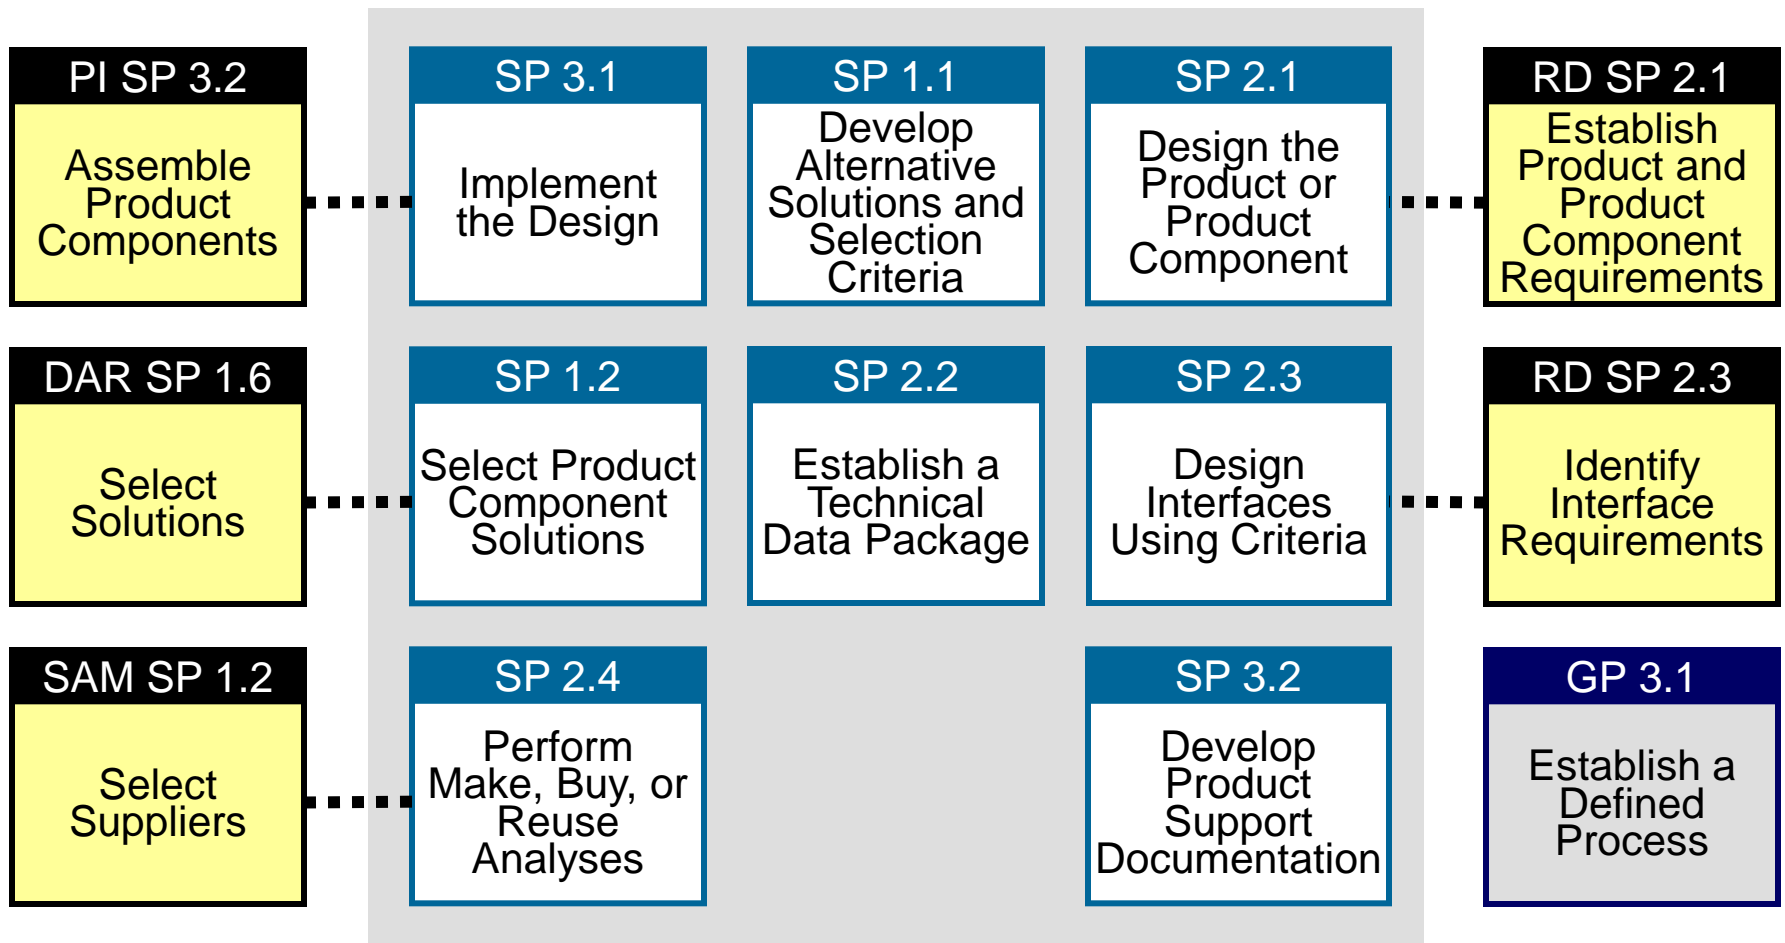 PI SP 3.2
Assemble
Product
Components
SP 3.1
Implement
the Design
SP 1.1
Develop
Alternative
Solutions and
Selection
Criteria
SP 2.1
Design the
Product or
Product
Component
RD SP 2.1
Establish
Product and
Product
Component
Requirements
DAR SP 1.6
Select
Solutions
SP 1.2
Select Product
Component
Solutions
SP 2.2
Establish a
Technical
Data Package
SP 2.3
Design
Interfaces
Using Criteria
RD SP 2.3
Identify
Interface
Requirements
SAM SP 1.2
Select
Suppliers
SP 2.4
Perform
Make, Buy, or
Reuse
Analyses
SP 3.2
Develop
Product
Support
Documentation
GP 3.1
Establish a
Defined
Process